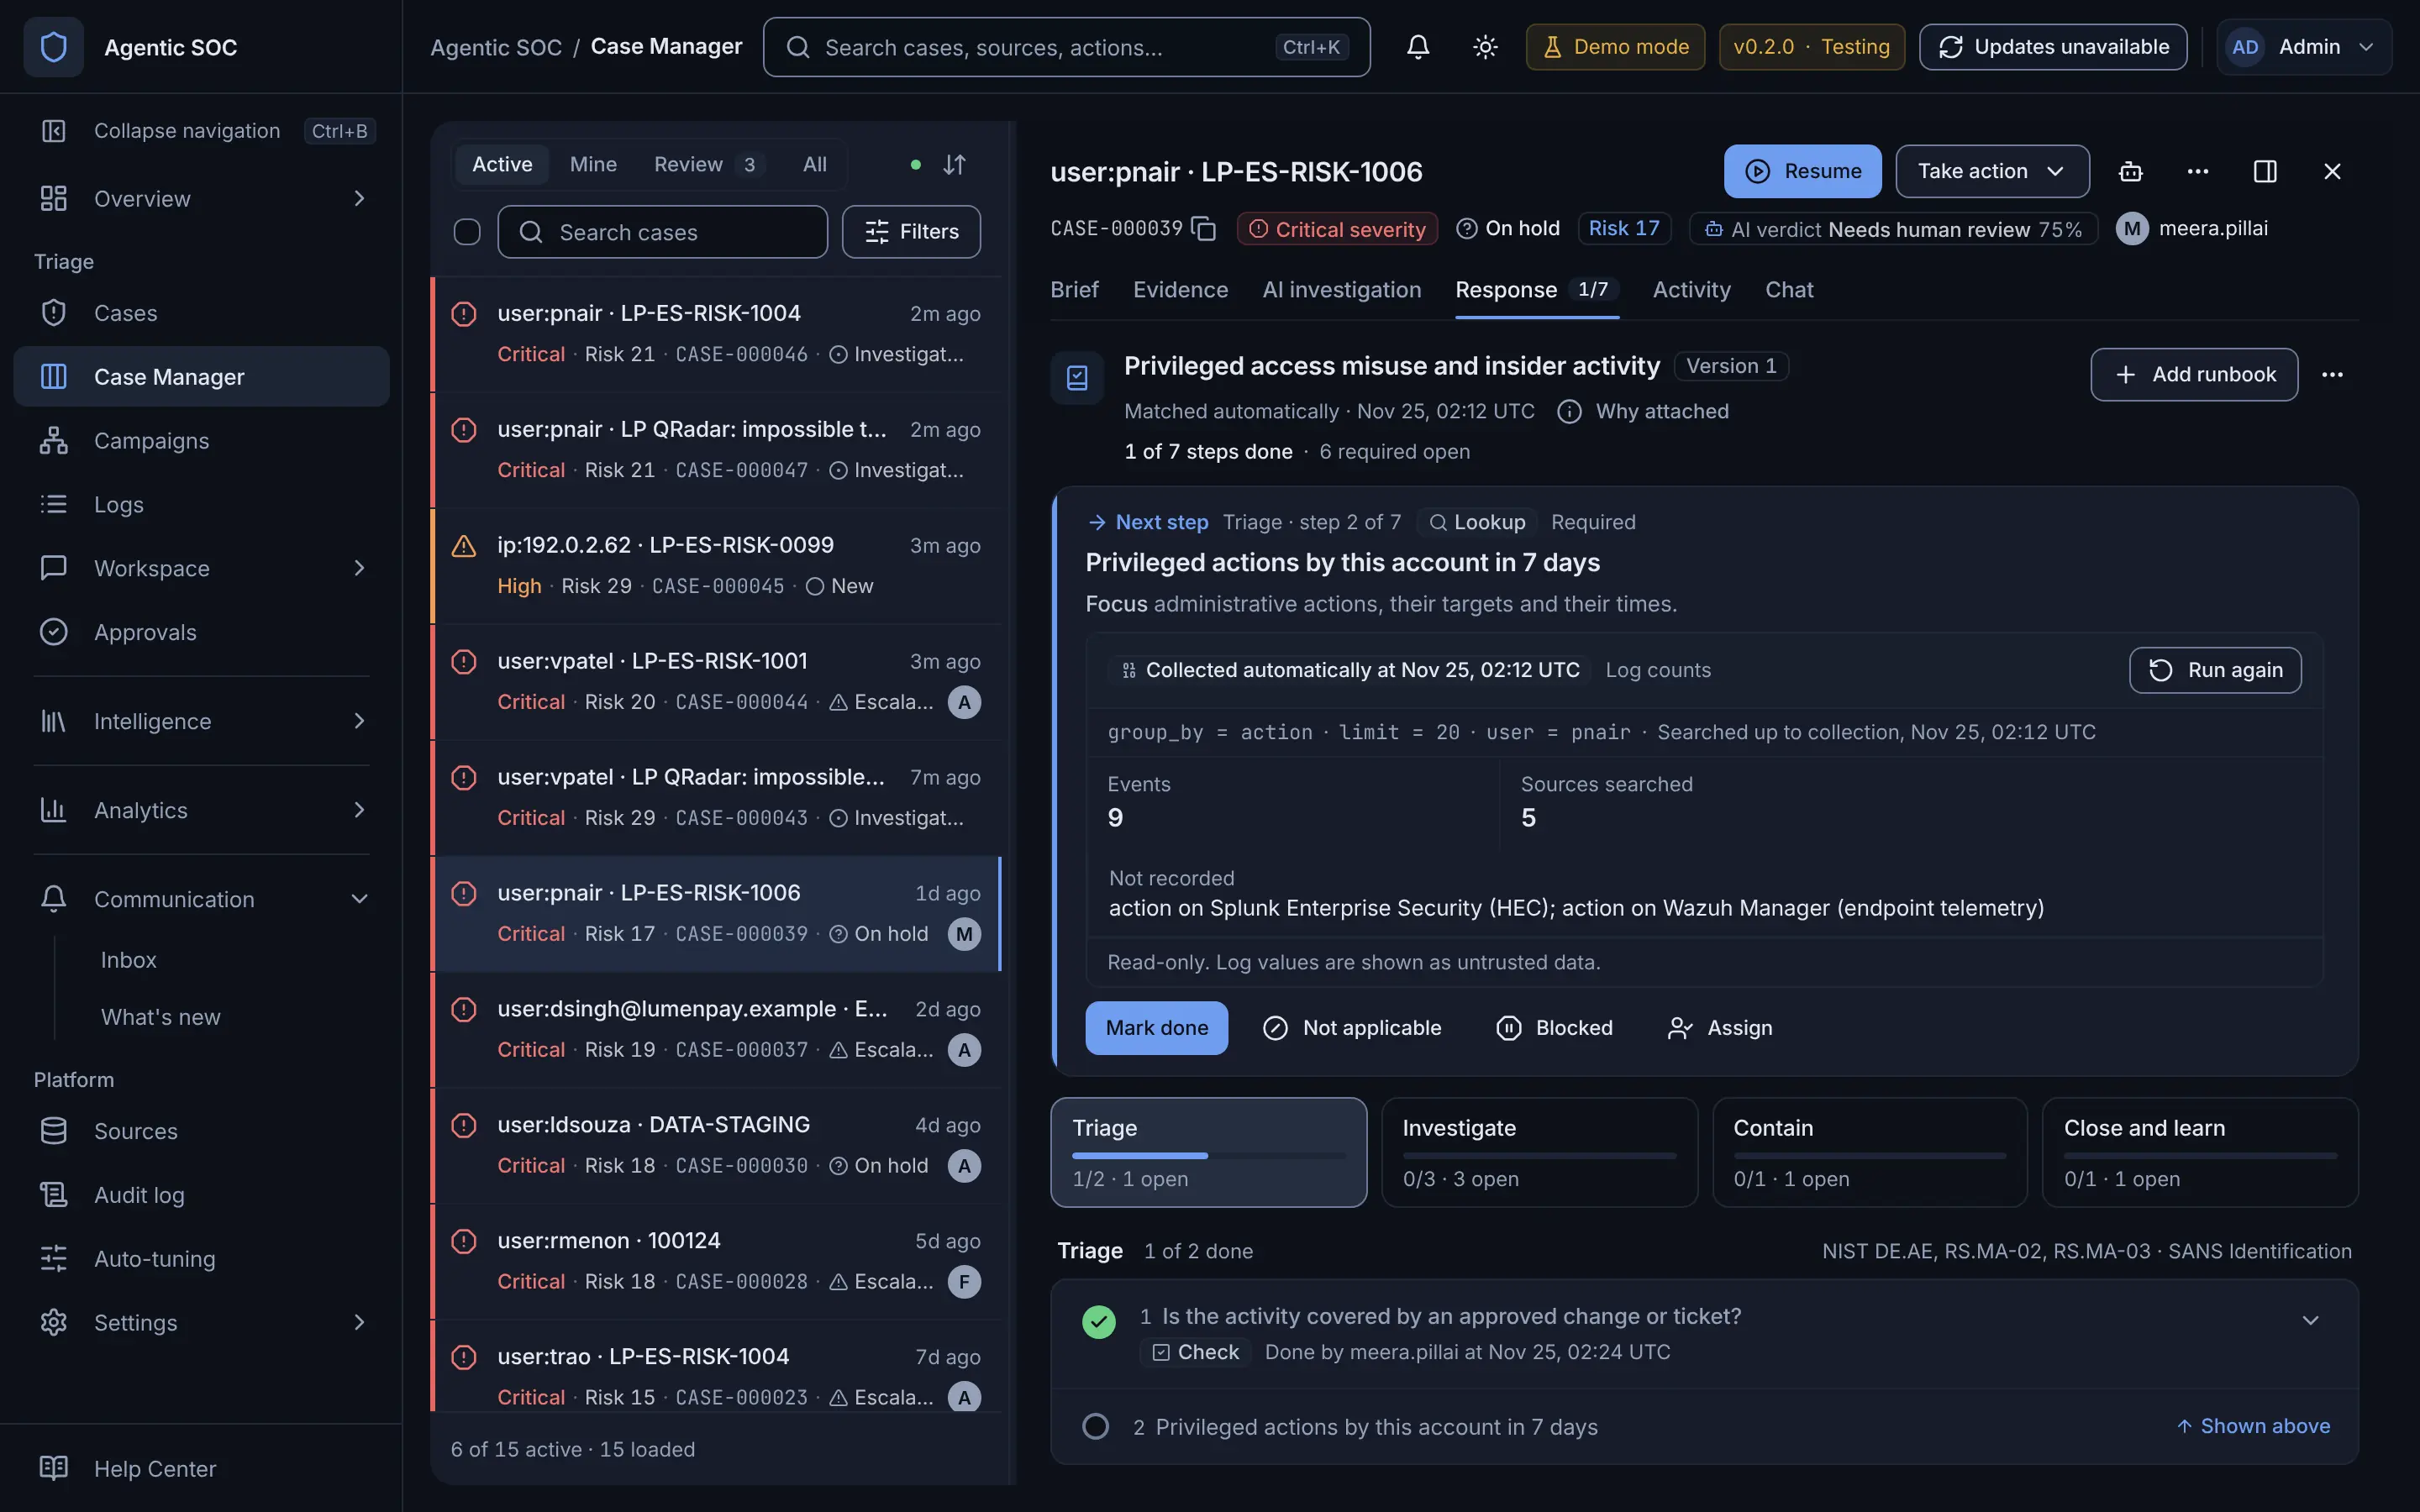 Agentic SOC
Agentic SOC / Case Manager
Search cases, sources, actions... Ctrl+K
Demo mode
v0.2.0 · Testing
Updates unavailable
AD Admin
Collapse navigation Ctrl+B
Overview
Triage
Cases
Case Manager
Campaigns
Logs
Workspace
Approvals
Intelligence
Analytics
Communication
Inbox
What's new
Platform
Sources
Audit log
Auto-tuning
Settings
Help Center
Active Mine Review 3 All
Search cases Filters
user:pnair · LP-ES-RISK-1004 2m ago
Critical · Risk 21 · CASE-000046 · Investigat...
user:pnair · LP QRadar: impossible t... 2m ago
Critical · Risk 21 · CASE-000047 · Investigat...
ip:192.0.2.62 · LP-ES-RISK-0099 3m ago
High · Risk 29 · CASE-000045 · New
user:vpatel · LP-ES-RISK-1001 3m ago
Critical · Risk 20 · CASE-000044 · Escala... A
user:vpatel · LP QRadar: impossible... 7m ago
Critical · Risk 29 · CASE-000043 · Investigat...
user:pnair · LP-ES-RISK-1006 1d ago
Critical · Risk 17 · CASE-000039 · On hold M
user:dsingh@lumenpay.example · E... 2d ago
Critical · Risk 19 · CASE-000037 · Escala... A
user:ldsouza · DATA-STAGING 4d ago
Critical · Risk 18 · CASE-000030 · On hold A
user:rmenon · 100124 5d ago
Critical · Risk 18 · CASE-000028 · Escala... F
user:trao · LP-ES-RISK-1004 7d ago
Critical · Risk 15 · CASE-000023 · Escala... A
6 of 15 active · 15 loaded
user:pnair · LP-ES-RISK-1006 Resume Take action
CASE-000039 Critical severity On hold Risk 17 AI verdict Needs human review 75% M meera.pillai
Brief Evidence AI investigation Response 1/7 Activity Chat
Privileged access misuse and insider activity Version 1 Add runbook
Matched automatically · Nov 25, 02:12 UTC Why attached
1 of 7 steps done · 6 required open
Next step Triage · step 2 of 7 Lookup Required
Privileged actions by this account in 7 days
Focus administrative actions, their targets and their times.
Collected automatically at Nov 25, 02:12 UTC Log counts Run again
group_by = action · limit = 20 · user = pnair · Searched up to collection, Nov 25, 02:12 UTC
Events Sources searched
9 5
Not recorded
action on Splunk Enterprise Security (HEC); action on Wazuh Manager (endpoint telemetry)
Read-only. Log values are shown as untrusted data.
Mark done Not applicable Blocked Assign
Triage Investigate Contain Close and learn
1/2 · 1 open 0/3 · 3 open 0/1 · 1 open 0/1 · 1 open
Triage 1 of 2 done NIST DE.AE, RS.MA-02, RS.MA-03 · SANS Identification
1 Is the activity covered by an approved change or ticket?
Check Done by meera.pillai at Nov 25, 02:24 UTC
2 Privileged actions by this account in 7 days Shown above